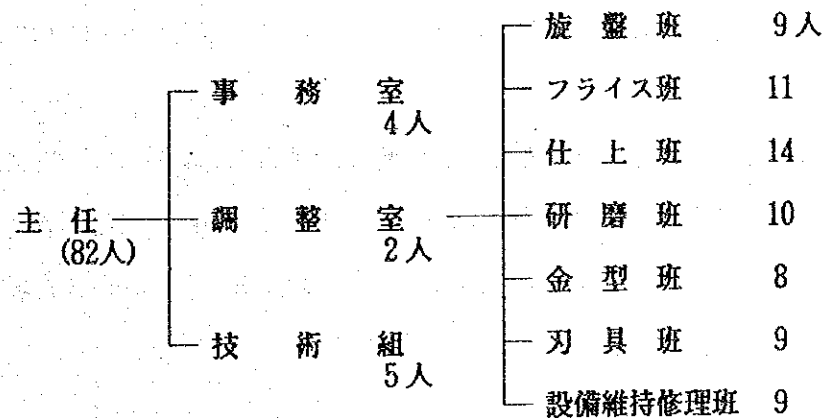 旋盤班 9人
事務室
4人
フライス班 11
仕上班 14
主任
(82人)
調整室
2人
研磨班 10
金型班 8
技術組
5人
刃具班 9
設備維持修理班 9